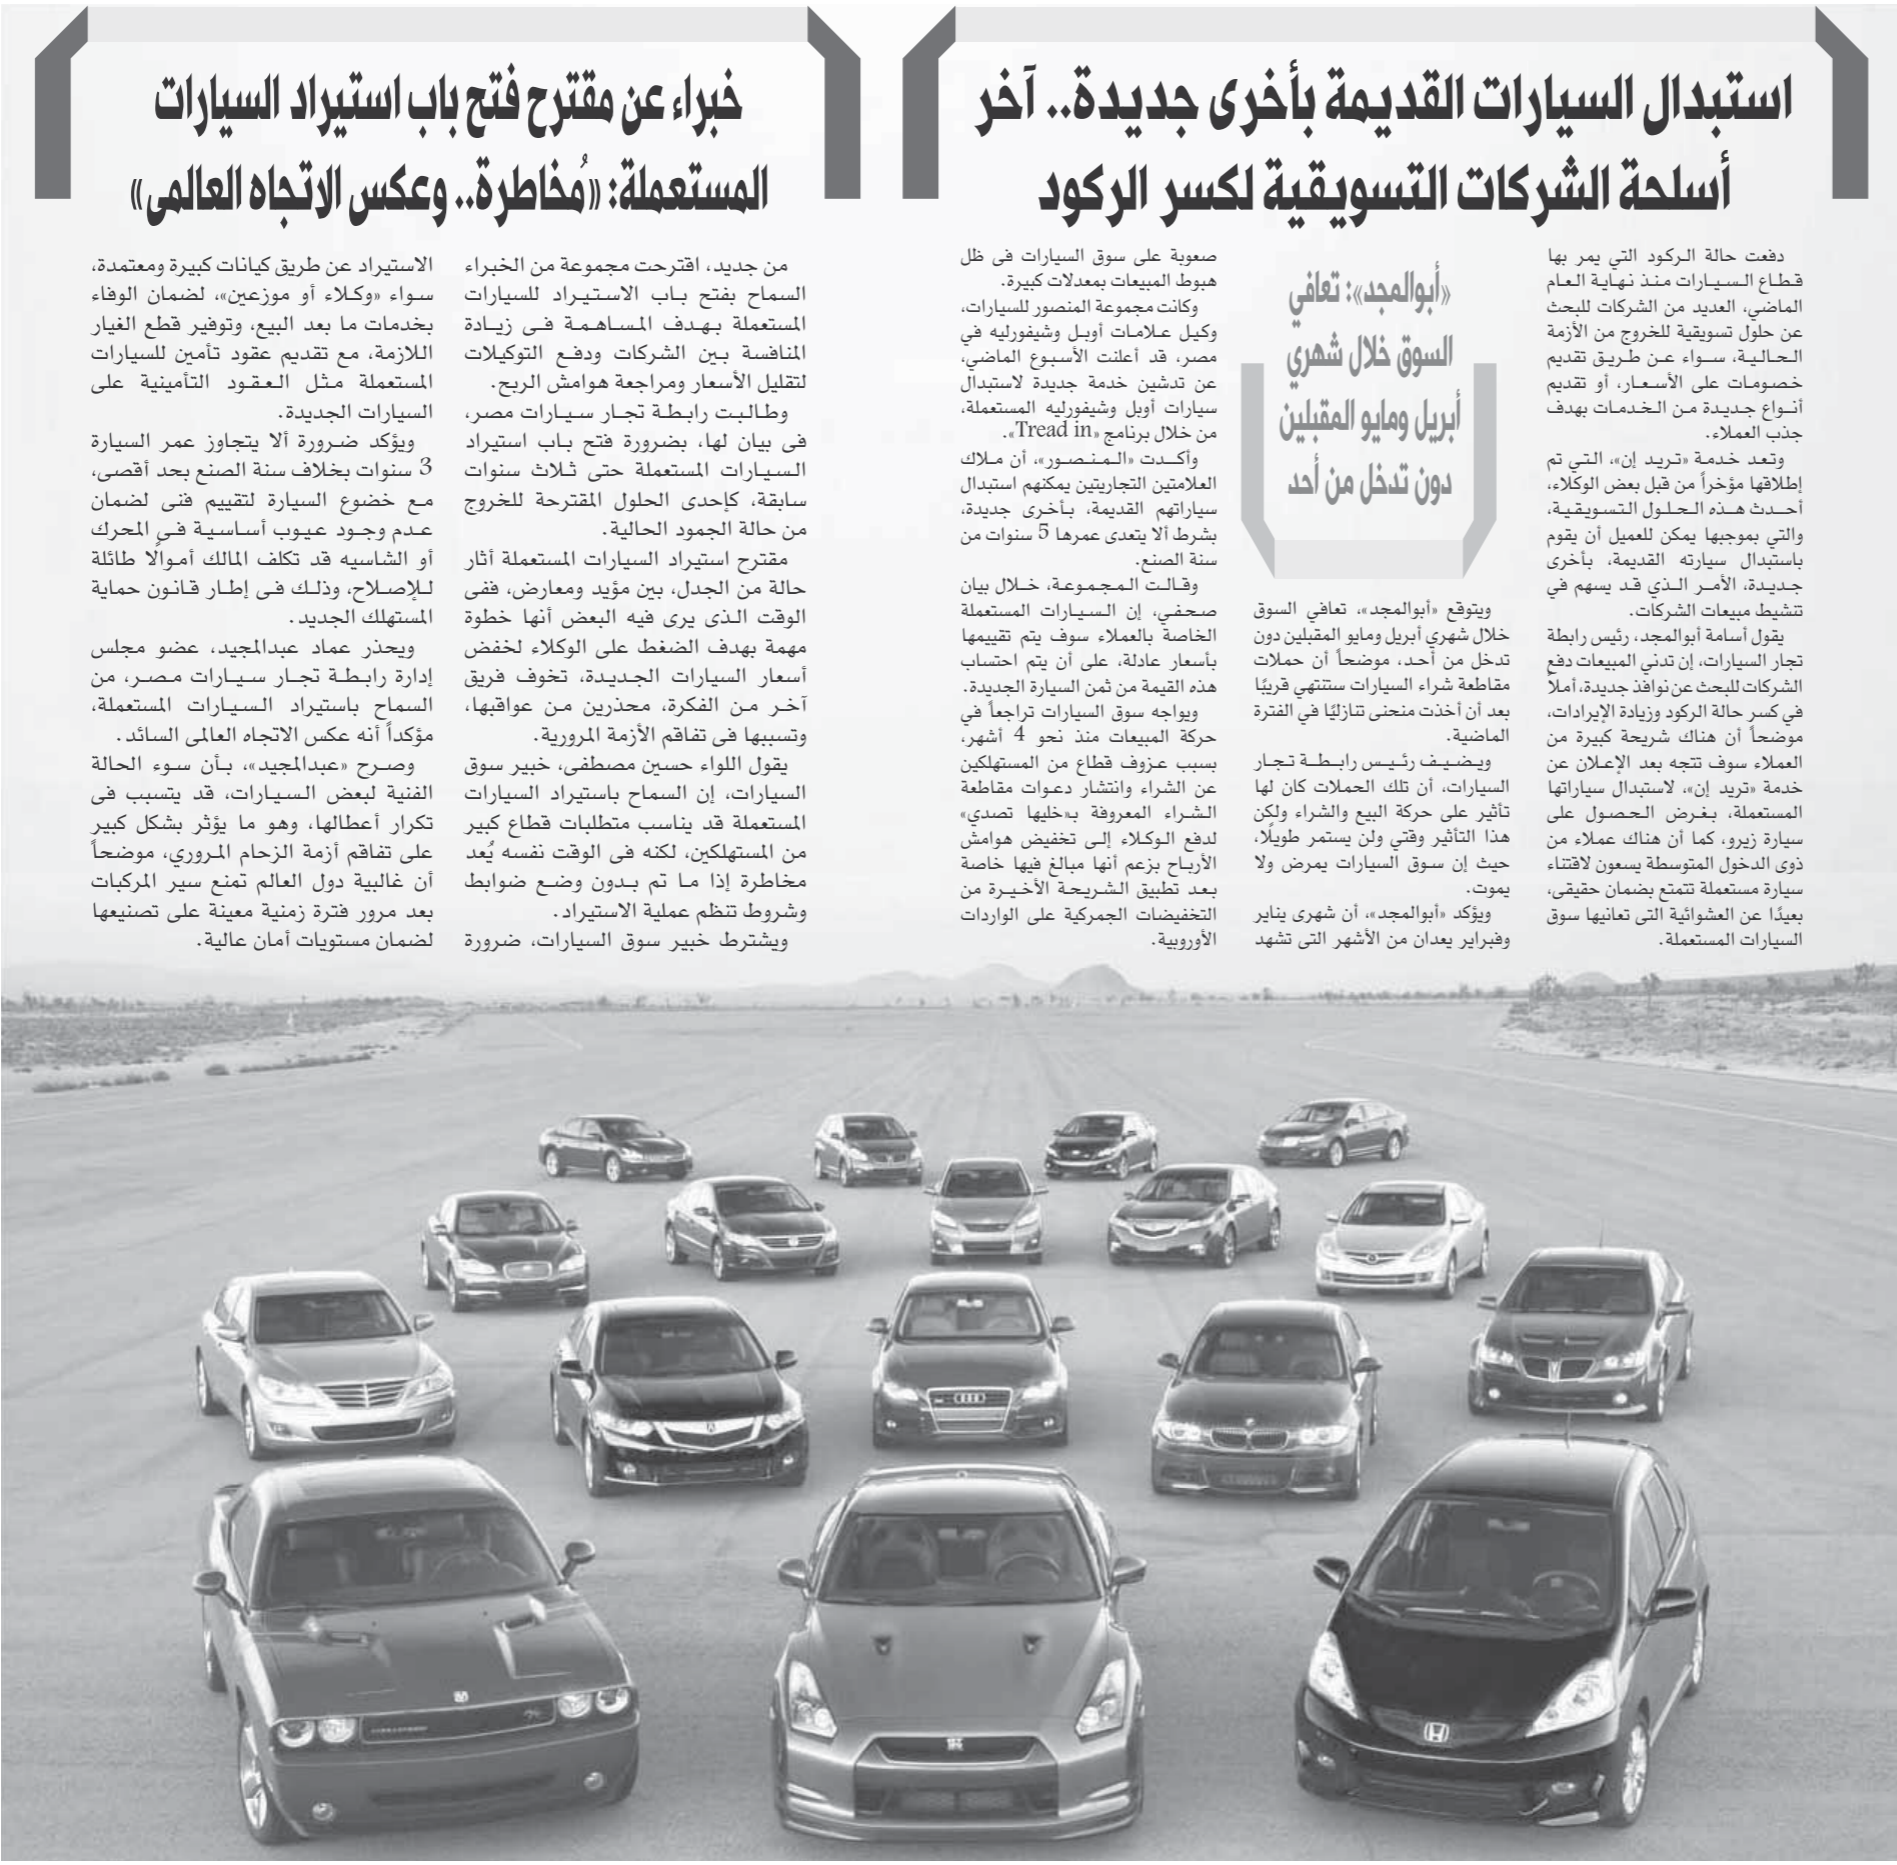 استبدال السيارات القديمة بأخرى جديدة.. آخر
أسلحة الشركات التسويقية لكسر الركود
دفعت حالة الركود التي يمر بها
قطاع السيارات منذ نهاية العام
الماضي، العديد من الشركات للبحث
عن حلول تسويقية للخروج من الأزمة
الحالية، سواء عن طريق تقديم
خصومات على الأسعار، أو تقديم
أنواع جديدة من الخدمات بهدف
جذب العملاء.
وتعد خدمة «تريد إن»، التي تم
إطلاقها مؤخراً من قبل بعض الوكلاء،
أحدث هذه الحلول التسويقية،
والتي بموجبها يمكن للعميل أن يقوم
باستبدال سيارته القديمة، بأخرى
جديدة، الأمر الذي قد يسهم في
تنشيط مبيعات الشركات.
يقول أسامة أبوالمجد، رئيس رابطة
تجار السيارات، إن تدني المبيعات دفع
الشركات للبحث عن نوافذ جديدة، أملاً
في كسر حالة الركود وزيادة الإيرادات،
موضحاً أن هناك شريحة كبيرة من
العملاء سوف تتجه بعد الإعلان عن
خدمة «تريد إن»، لاستبدال سياراتها
المستعملة، بغرض الحصول على
سيارة زيرو، كما أن هناك عملاء من
ذوى الدخول المتوسطة يسعون لاقتناء
سيارة مستعملة تتمتع بضمان حقيقى،
بعيدًا عن العشوائية التى تعانيها سوق
السيارات المستعملة.
«أبوالمجد»: تعافي
السوق خلال شهري
أبريل ومايو المقبلين
دون تدخل من أحد
ويتوقع «أبوالمجد»، تعافي السوق
خلال شهري أبريل ومايو المقبلين دون
تدخل من أحد، موضحاً أن حملات
مقاطعة شراء السيارات ستنتهي قريبًا
بعد أن أخذت منحنى تنازليًا في الفترة
الماضية.
ويضيف رئيس رابطة تجار
السيارات، أن تلك الحملات كان لها
تأثير على حركة البيع والشراء ولكن
هذا التأثير وقتي ولن يستمر طويلًا،
حيث إن سوق السيارات يمرض ولا
يموت.
ويؤكد «أبوالمجد»، أن شهرى يناير
وفبراير يعدان من الأشهر التى تشهد
صعوبة على سوق السيارات فى ظل
هبوط المبيعات بمعدلات كبيرة.
وكانت مجموعة المنصور للسيارات،
وكيل علامات أوبل وشيفورليه في
مصر، قد أعلنت الأسبوع الماضي،
عن تدشين خدمة جديدة لاستبدال
سيارات أوبل وشيفورليه المستعملة،
من خلال برنامج «Tread in».
وأكدت «المنصور»، أن ملاك
العلامتين التجاريتين يمكنهم استبدال
سياراتهم القديمة، بأخرى جديدة،
بشرط ألا يتعدى عمرها 5 سنوات من
سنة الصنع.
وقالت المجموعة، خلال بيان
صحفي، إن السيارات المستعملة
الخاصة بالعملاء سوف يتم تقييمها
بأسعار عادلة، على أن يتم احتساب
هذه القيمة من ثمن السيارة الجديدة.
ويواجه سوق السيارات تراجعاً في
حركة المبيعات منذ نحو 4 أشهر،
بسبب عزوف قطاع من المستهلكين
عن الشراء وانتشار دعوات مقاطعة
الشراء المعروفة بـ«خليها تصدي»
لدفع الوكلاء إلى تخفيض هوامش
الأرباح بزعم أنها مبالغ فيها خاصة
بعد تطبيق الشريحة الأخيرة من
التخفيضات الجمركية على الواردات
الأوروبية.
خبراء عن مقترح فتح باب استيراد السيارات
المستعملة: «مُخاطرة.. وعكس الاتجاه العالمى»
من جديد، اقترحت مجموعة من الخبراء
السماح بفتح باب الاستيراد للسيارات
المستعملة بهدف المساهمة فى زيادة
المنافسة بين الشركات ودفع التوكيلات
لتقليل الأسعار ومراجعة هوامش الربح.
وطالبت رابطة تجار سيارات مصر،
فى بيان لها، بضرورة فتح باب استيراد
السيارات المستعملة حتى ثلاث سنوات
سابقة، كإحدى الحلول المقترحة للخروج
من حالة الجمود الحالية.
مقترح استيراد السيارات المستعملة أثار
حالة من الجدل، بين مؤيد ومعارض، ففى
الوقت الذى يرى فيه البعض أنها خطوة
مهمة بهدف الضغط على الوكلاء لخفض
أسعار السيارات الجديدة، تخوف فريق
آخر من الفكرة، محذرين من عواقبها،
وتسببها فى تفاقم الأزمة المرورية.
يقول اللواء حسين مصطفى، خبير سوق
السيارات، إن السماح باستيراد السيارات
المستعملة قد يناسب متطلبات قطاع كبير
من المستهلكين، لكنه فى الوقت نفسه يُعد
مخاطرة إذا ما تم بدون وضع ضوابط
وشروط تنظم عملية الاستيراد.
ويشترط خبير سوق السيارات، ضرورة
الاستيراد عن طريق كيانات كبيرة ومعتمدة،
سواء «وكلاء أو موزعين»، لضمان الوفاء
بخدمات ما بعد البيع، وتوفير قطع الغيار
اللازمة، مع تقديم عقود تأمين للسيارات
المستعملة مثل العقود التأمينية على
السيارات الجديدة.
ويؤكد ضرورة ألا يتجاوز عمر السيارة
3 سنوات بخلاف سنة الصنع بحد أقصى،
مع خضوع السيارة لتقييم فنى لضمان
عدم وجود عيوب أساسية فى المحرك
أو الشاسيه قد تكلف المالك أموالًا طائلة
للإصلاح، وذلك فى إطار قانون حماية
المستهلك الجديد.
ويحذر عماد عبدالمجيد، عضو مجلس
إدارة رابطة تجار سيارات مصر، من
السماح باستيراد السيارات المستعملة،
مؤكداً أنه عكس الاتجاه العالمى السائد.
وصرح «عبدالمجيد»، بأن سوء الحالة
الفنية لبعض السيارات، قد يتسبب فى
تكرار أعطالها، وهو ما يؤثر بشكل كبير
على تفاقم أزمة الزحام المروري، موضحاً
أن غالبية دول العالم تمنع سير المركبات
بعد مرور فترة زمنية معينة على تصنيعها
لضمان مستويات أمان عالية.